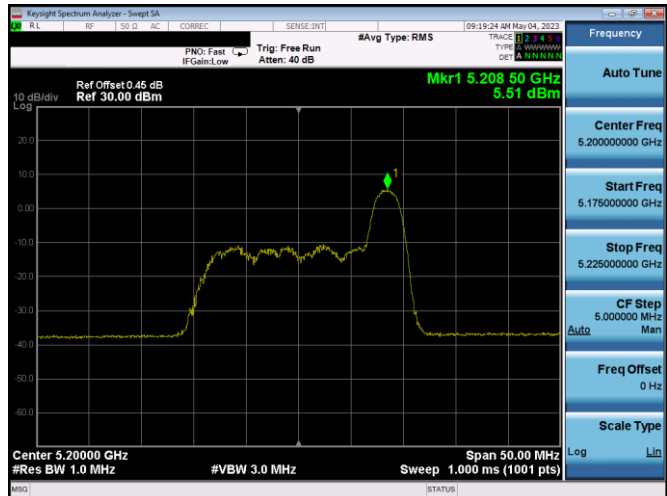 Keysight Spectrum Analyzer - Swept SA
RL RF 50 Ω AC CORREC SENSE:INT 09:19:24 AM May 04, 2023
#Avg Type: RMS TRACE 1 2 3 4 5 6
PNO: Fast Trig: Free Run TYPE A WWWWW
IFGain:Low Atten: 40 dB DET A N N N N N
Mkr1 5.208 50 GHz
5.51 dBm
Ref Offset 0.45 dB
10 dB/div Ref 30.00 dBm
Log
20.0
10.0
0.00
-10.0
-20.0
-30.0
-40.0
-50.0
-60.0
1
Center 5.20000 GHz Span 50.00 MHz
#Res BW 1.0 MHz #VBW 3.0 MHz Sweep 1.000 ms (1001 pts)
MSG STATUS
Frequency
Auto Tune
Center Freq
5.200000000 GHz
Start Freq
5.175000000 GHz
Stop Freq
5.225000000 GHz
CF Step
5.000000 MHz
Auto Man
Freq Offset
0 Hz
Scale Type
Log Lin